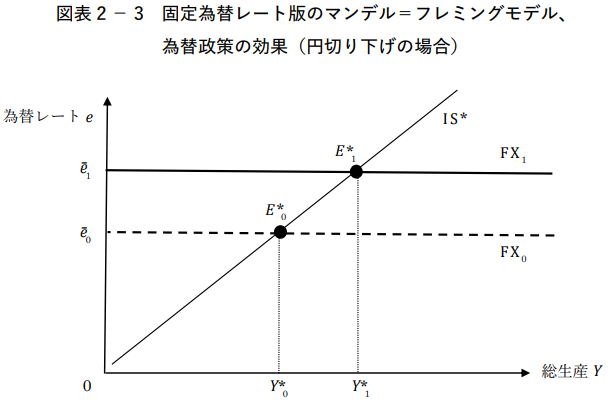 図表２－３　固定為替レート版のマンデル＝フレミングモデル、
為替政策の効果（円切り下げの場合）
為替レート e
IS*
E*1
FX1
ē1
E*0
ē0
FX0
総生産 Y
0
Y*0
Y*1